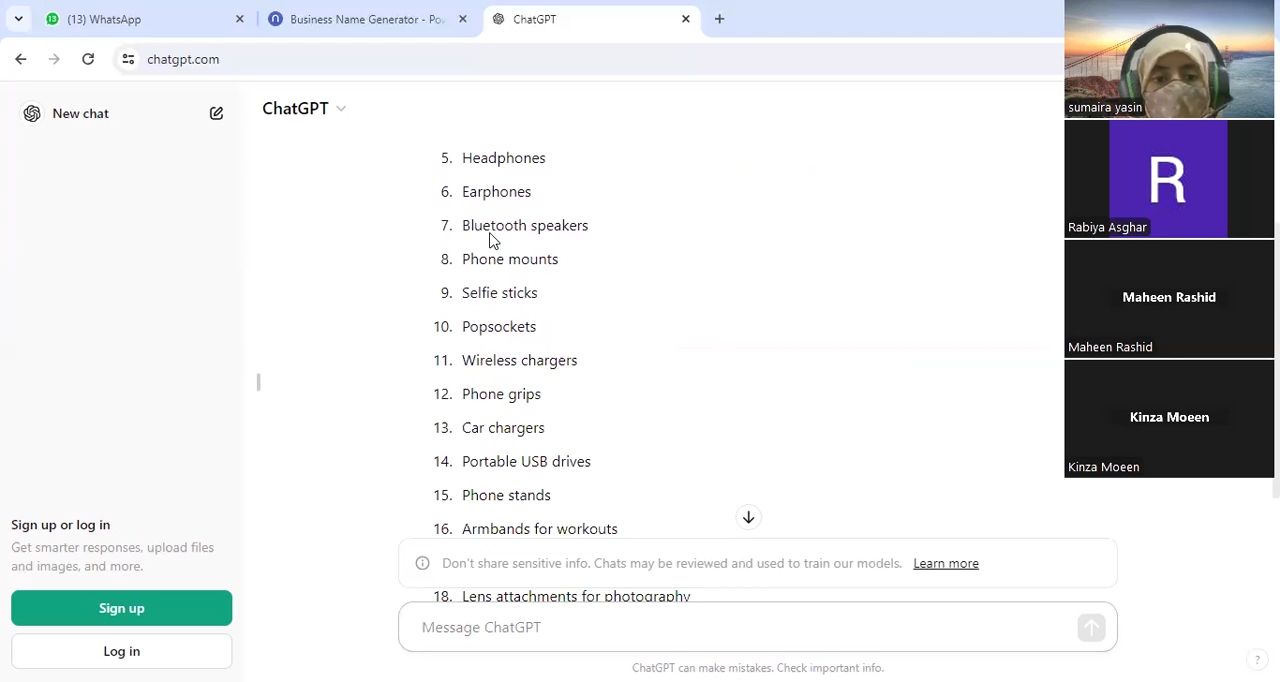 (13) WhatsApp
Business Name Generator - Pow
ChatGPT
chatgpt.com
New chat
ChatGPT
5. Headphones
6. Earphones
7. Bluetooth speakers
8. Phone mounts
9. Selfie sticks
10. Popsockets
11. Wireless chargers
12. Phone grips
13. Car chargers
14. Portable USB drives
15. Phone stands
16. Armbands for workouts
18. Lens attachments for photography
Sign up or log in
Get smarter responses, upload files
and images, and more.
Sign up
Log in
Don't share sensitive info. Chats may be reviewed and used to train our models. Learn more
Message ChatGPT
ChatGPT can make mistakes. Check important info.
?
sumaira yasin
R
Rabiya Asghar
Maheen Rashid
Maheen Rashid
Kinza Moeen
Kinza Moeen